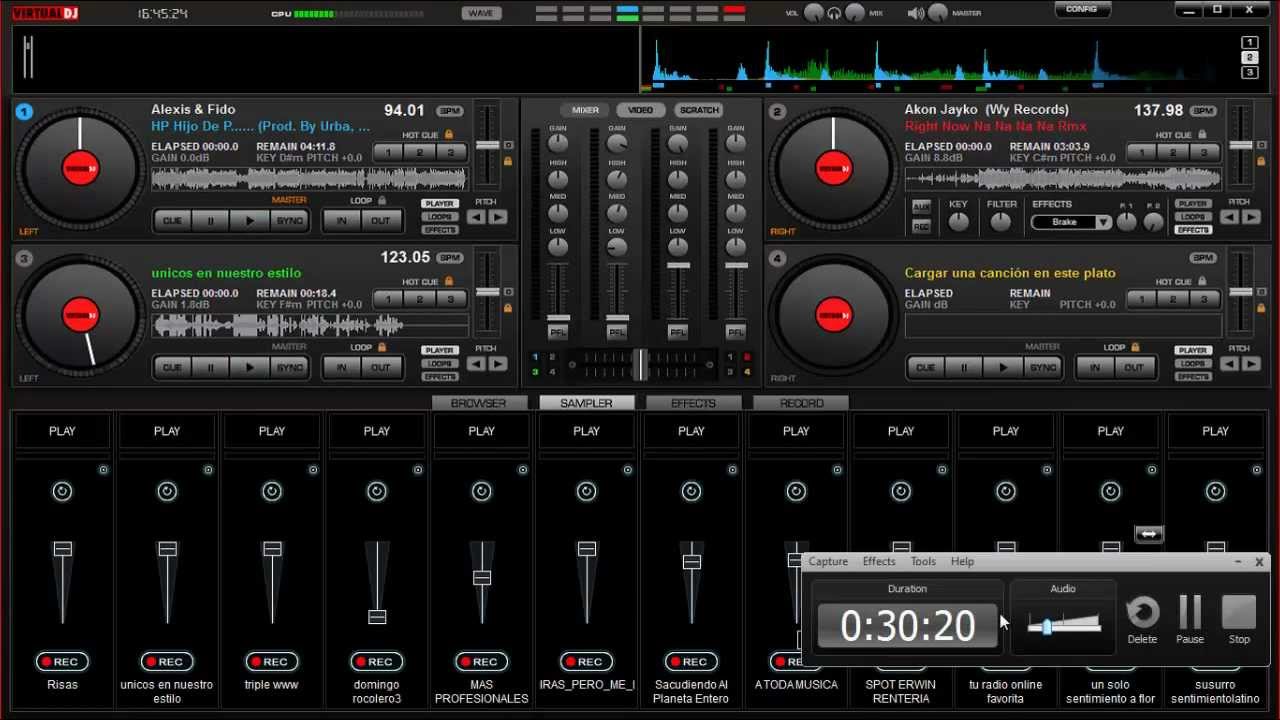 VIRTUAL DJ
16:45:24
CPU
WAVE
VOL
MIX
MASTER
CONFIG
1
2
3
1
Alexis & Fido
94.01 BPM
HP Hijo De P...... (Prod. By Urba, ...
HOT CUE
ELAPSED 00:00.0 REMAIN 04:11.8
1 2 3
GAIN 0.0dB KEY D#m PITCH +0.0
MASTER
LOOP
PLAYER
PITCH
LOOPS
CUE
SYNC
IN
OUT
EFFECTS
LEFT
MIXER
VIDEO
SCRATCH
GAIN GAIN GAIN GAIN
HIGH HIGH HIGH HIGH
MED MED MED MED
LOW LOW LOW LOW
PFL PFL PFL PFL
1 2
3 4
1 2
3 4
2
Akon Jayko (Wy Records)
137.98 BPM
Right Now Na Na Na Na Rmx
HOT CUE
ELAPSED 00:00.0 REMAIN 03:03.9
1 2 3
GAIN 8.8dB KEY C#m PITCH +0.0
AUX
REC
KEY
FILTER
EFFECTS
Brake
P. 1
P. 2
PLAYER
LOOPS
EFFECTS
PITCH
RIGHT
3
123.05 BPM
unicos en nuestro estilo
HOT CUE
ELAPSED 00:00.0 REMAIN 00:18.4
1 2 3
GAIN 1.8dB KEY F#m PITCH +0.0
MASTER
LOOP
PLAYER
PITCH
LOOPS
CUE
SYNC
IN
OUT
EFFECTS
LEFT
4
BPM
Cargar una canción en este plato
HOT CUE
ELAPSED REMAIN
1 2 3
GAIN dB KEY PITCH +0.0
MASTER
LOOP
PLAYER
PITCH
LOOPS
CUE
SYNC
IN
OUT
EFFECTS
RIGHT
BROWSER
SAMPLER
EFFECTS
RECORD
PLAY PLAY PLAY PLAY PLAY PLAY PLAY PLAY PLAY PLAY PLAY PLAY
REC REC REC REC REC REC REC REC
Risas
unicos en nuestro
estilo
triple www
domingo
rocolero3
MAS
PROFESIONALES
IRAS_PERO_ME_I
Sacudiendo Al
Planeta Entero
A TODA MUSICA
SPOT ERWIN
RENTERIA
tu radio online
favorita
un solo
sentimiento a flor
susurro
sentimientolatino
Capture Effects Tools Help
Duration
0:30:20
Audio
Delete
Pause
Stop